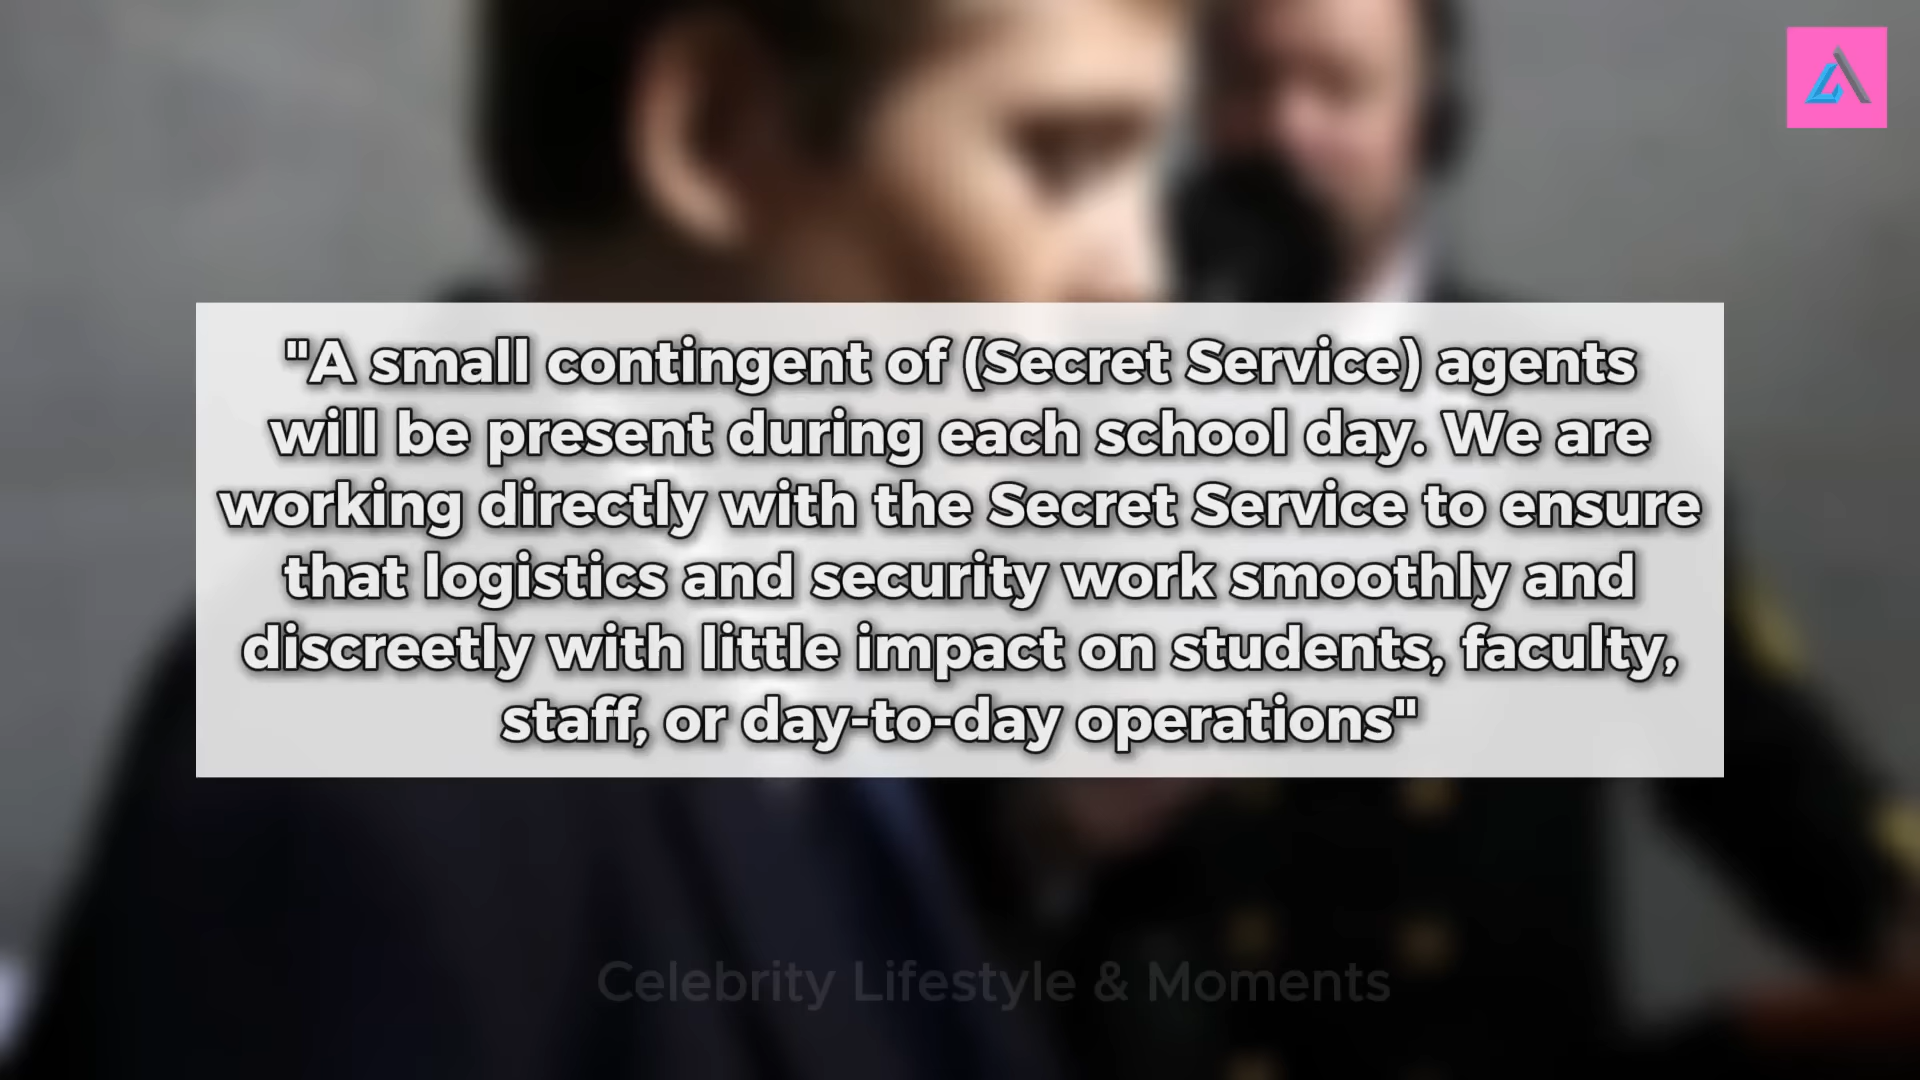 "A small contingent of (Secret Service) agents
will be present during each school day. We are
working directly with the Secret Service to ensure
that logistics and security work smoothly and
discreetly with little impact on students, faculty,
staff, or day-to-day operations"
Celebrity Lifestyle & Moments